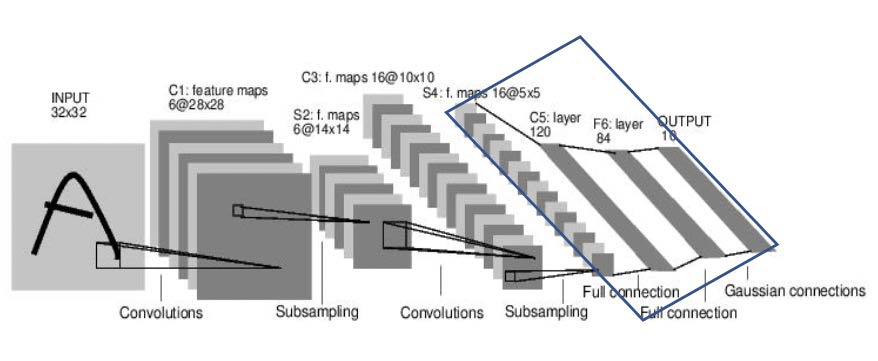 INPUT
32x32
C1: feature maps
6@28x28
S2: f. maps
6@14x14
C3: f. maps 16@10x10
S4: f. maps 16@5x5
C5: layer
120
F6: layer
84
OUTPUT
10
A
Convolutions
Subsampling
Convolutions
Subsampling
Full connection
Full connection
Gaussian connections